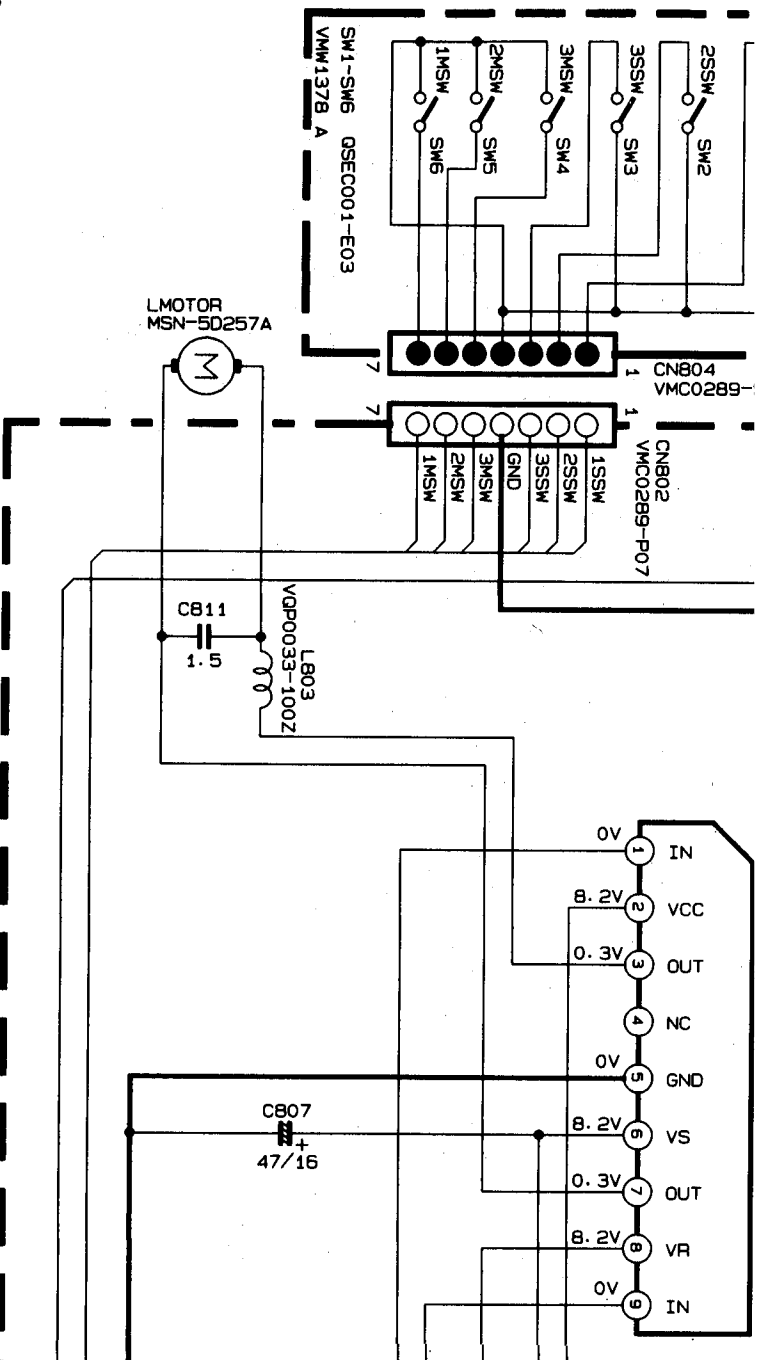 SW1-SW6 QSEC001-E03
VMW1378 A
1MSW
2MSW
3MSW
3SSW
2SSW
SW6
SW5
SW4
SW3
SW2
LMOTOR
MSN-5D257A
M
7
1
CN804
VMC0289-
7
1
CN802
VMC0289-P07
1MSW
2MSW
3MSW
GND
3SSW
2SSW
1SSW
C811
1.5
L803
VQP0033-100Z
0V
1
IN
8.2V
2
VCC
0.3V
3
OUT
4
NC
0V
5
GND
C807
+
47/16
8.2V
6
VS
0.3V
7
OUT
8.2V
8
VR
0V
9
IN